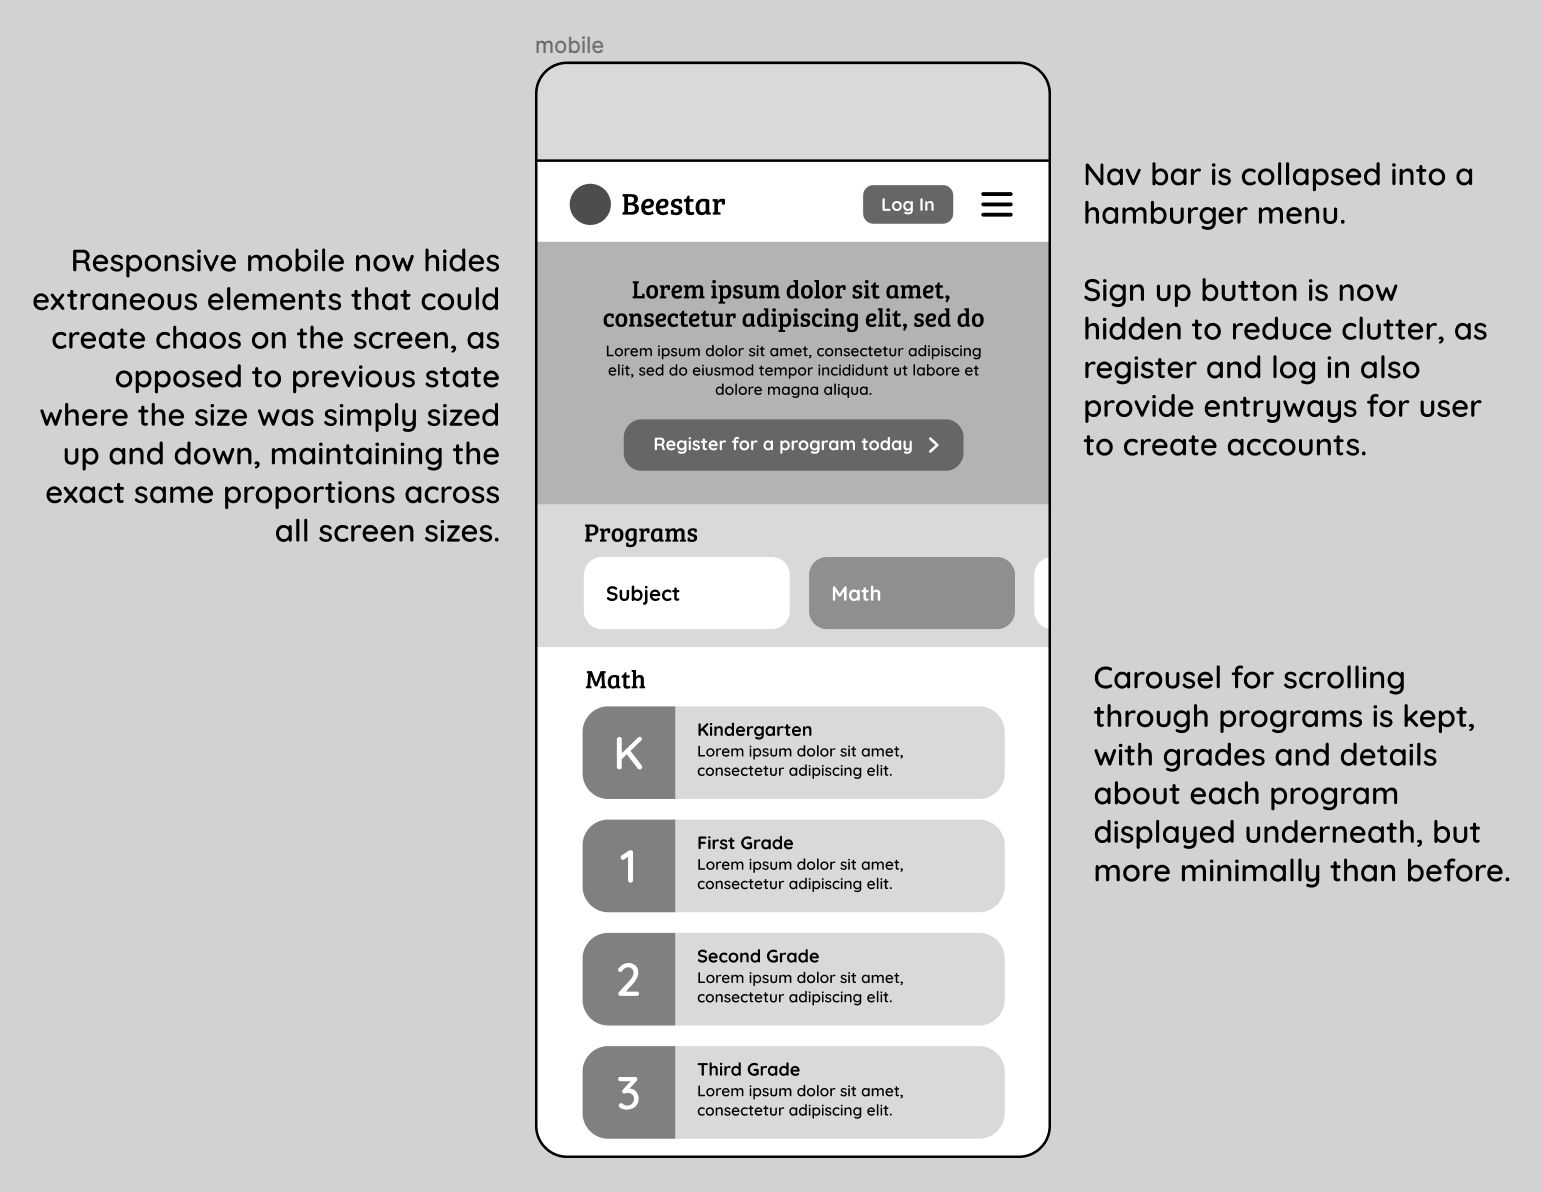 mobile
Responsive mobile now hides
extraneous elements that could
create chaos on the screen, as
opposed to previous state
where the size was simply sized
up and down, maintaining the
exact same proportions across
all screen sizes.
Beestar
Log In
Lorem ipsum dolor sit amet,
consectetur adipiscing elit, sed do
Lorem ipsum dolor sit amet, consectetur adipiscing
elit, sed do eiusmod tempor incididunt ut labore et
dolore magna aliqua.
Register for a program today
Programs
Subject
Math
Math
K
Kindergarten
Lorem ipsum dolor sit amet,
consectetur adipiscing elit.
1
First Grade
Lorem ipsum dolor sit amet,
consectetur adipiscing elit.
2
Second Grade
Lorem ipsum dolor sit amet,
consectetur adipiscing elit.
3
Third Grade
Lorem ipsum dolor sit amet,
consectetur adipiscing elit.
Nav bar is collapsed into a
hamburger menu.
Sign up button is now
hidden to reduce clutter, as
register and log in also
provide entryways for user
to create accounts.
Carousel for scrolling
through programs is kept,
with grades and details
about each program
displayed underneath, but
more minimally than before.